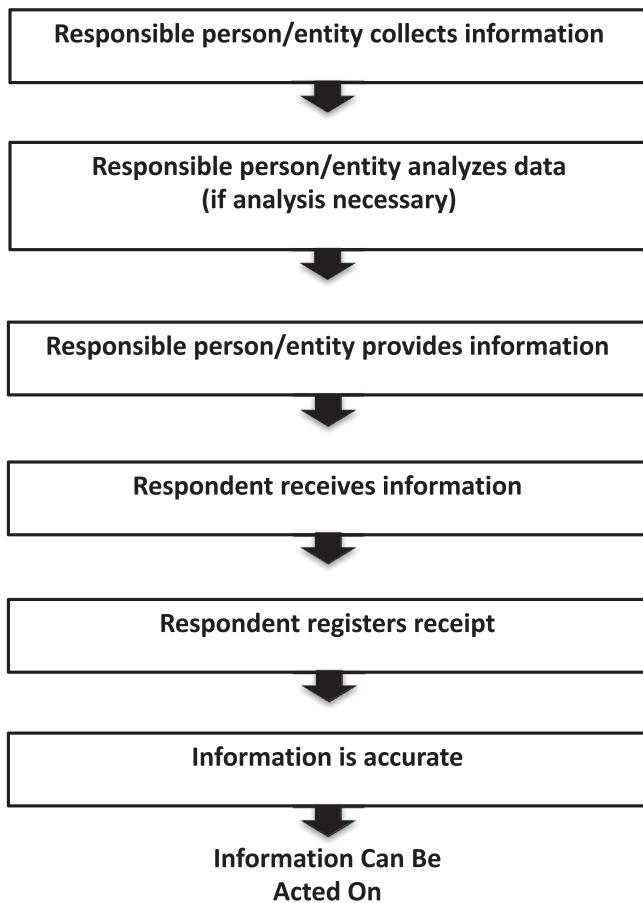 Responsible person/entity collects information
Responsible person/entity analyzes data
(if analysis necessary)
Responsible person/entity provides information
Respondent receives information
Respondent registers receipt
Information is accurate
Information Can Be
Acted On